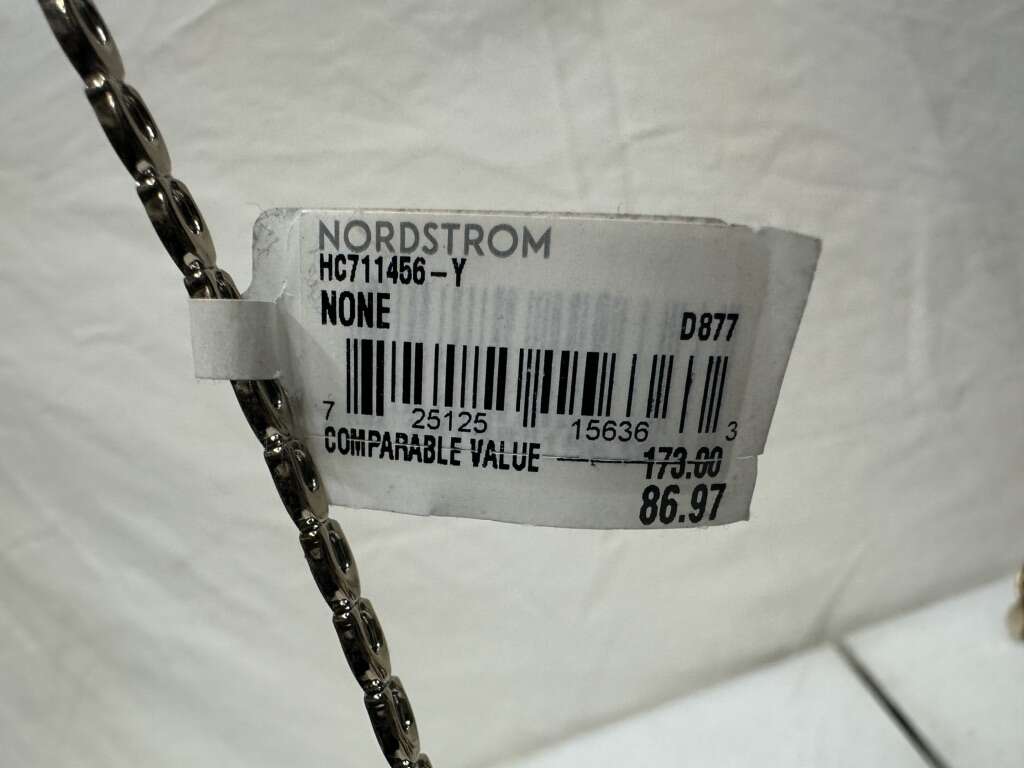 NORDSTROM
HC711456-Y
NONE
D877
7 25125 15636 3
COMPARABLE VALUE 173.00
86.97